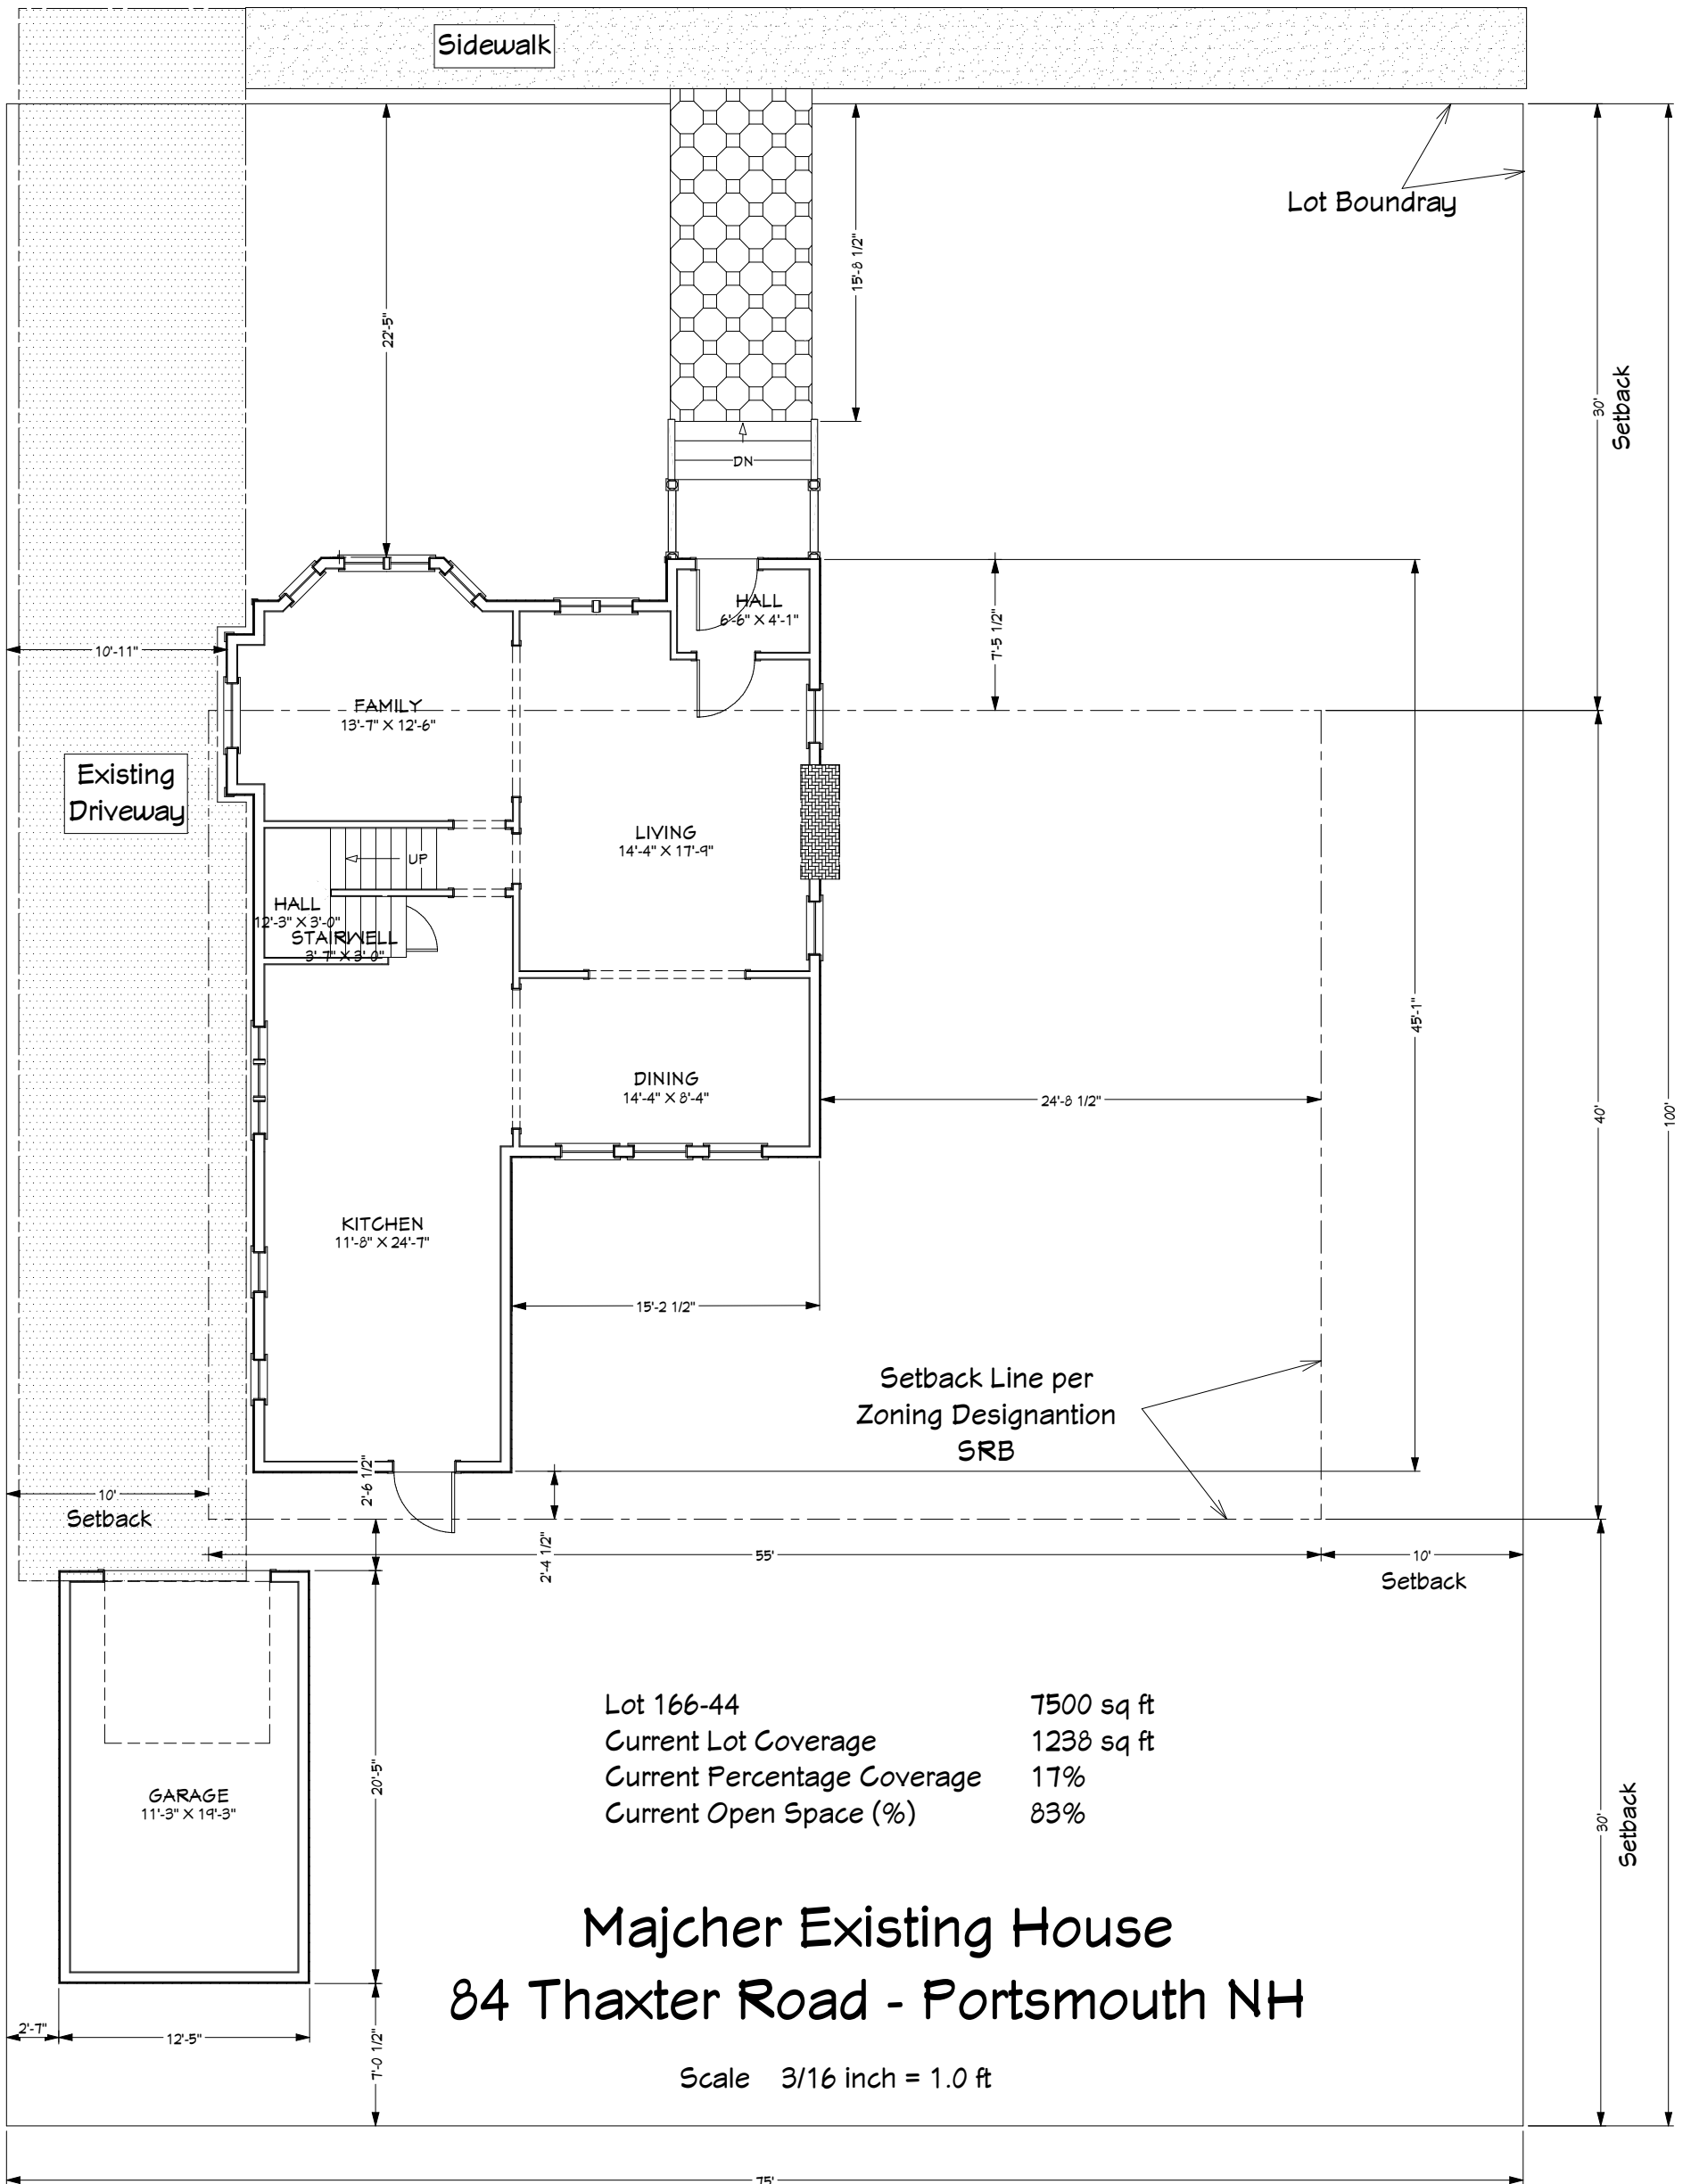 Sidewalk
Lot Boundray
30'
Setback
100'
22'-5"
15'-8 1/2"
DN
HALL
6'-6" X 4'-1"
7'-5 1/2"
10'-11"
FAMILY
13'-7" X 12'-6"
Existing
Driveway
LIVING
14'-4" X 17'-9"
UP
HALL
12'-3" X 3'-0"
STAIRWELL
3'-7" X 3'-0"
45'-1"
DINING
14'-4" X 8'-4"
24'-8 1/2"
40'
KITCHEN
11'-8" X 24'-7"
15'-2 1/2"
Setback Line per
Zoning Designantion
SRB
2'-6 1/2"
10'
Setback
2'-4 1/2"
55'
10'
Setback
Lot 166-44 7500 sq ft
Current Lot Coverage 1238 sq ft
Current Percentage Coverage 17%
Current Open Space (%) 83%
GARAGE
11'-3" X 19'-3"
20'-5"
30'
Setback
Majcher Existing House
84 Thaxter Road - Portsmouth NH
2'-7"
12'-5"
7'-0 1/2"
Scale 3/16 inch = 1.0 ft
75'